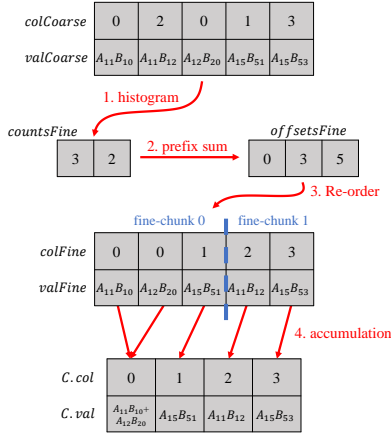 colCoarse 0 2 0 1 3
valCoarse A₁₁B₁₀ A₁₁B₁₂ A₁₂B₂₀ A₁₅B₅₁ A₁₅B₅₃
1. histogram
countsFine offsetsFine
2. prefix sum
3 2 0 3 5
3. Re-order
fine-chunk 0 fine-chunk 1
colFine 0 0 1 2 3
valFine A₁₁B₁₀ A₁₂B₂₀ A₁₅B₅₁ A₁₁B₁₂ A₁₅B₅₃
4. accumulation
C.col 0 1 2 3
C.val A₁₁B₁₀+ A₁₂B₂₀ A₁₅B₅₁ A₁₁B₁₂ A₁₅B₅₃